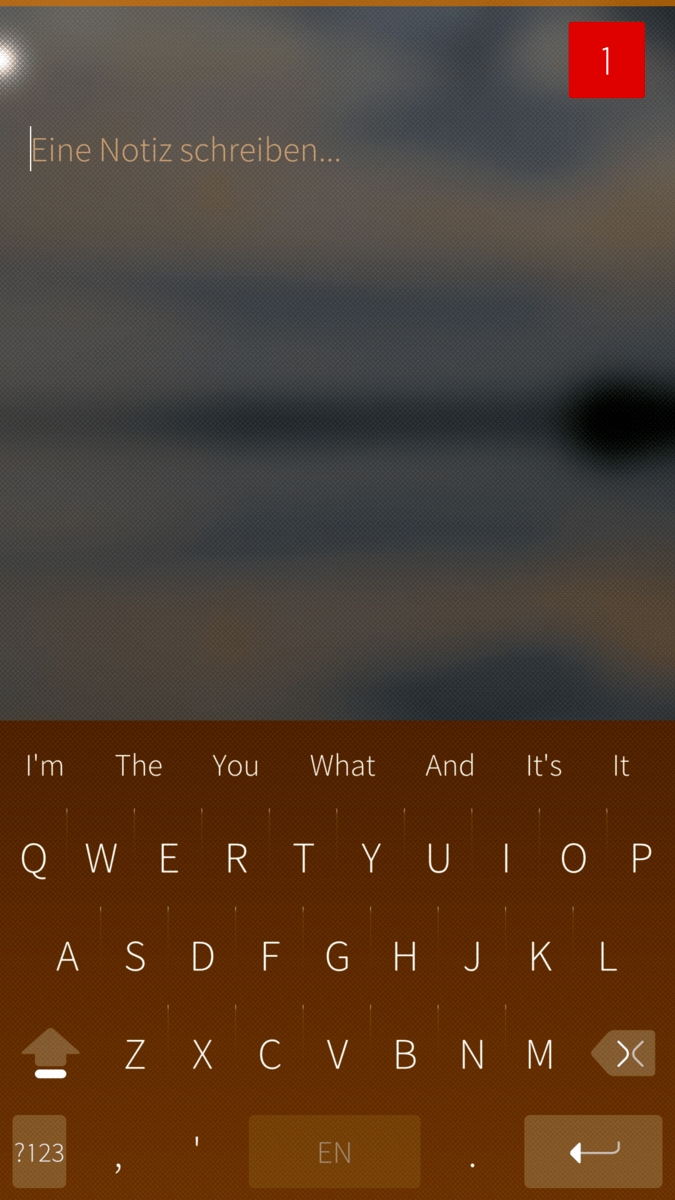 1
Eine Notiz schreiben...
I'm The You What And It's It
Q W E R T Y U I O P
A S D F G H J K L
Z X C V B N M
?123 , ' EN .